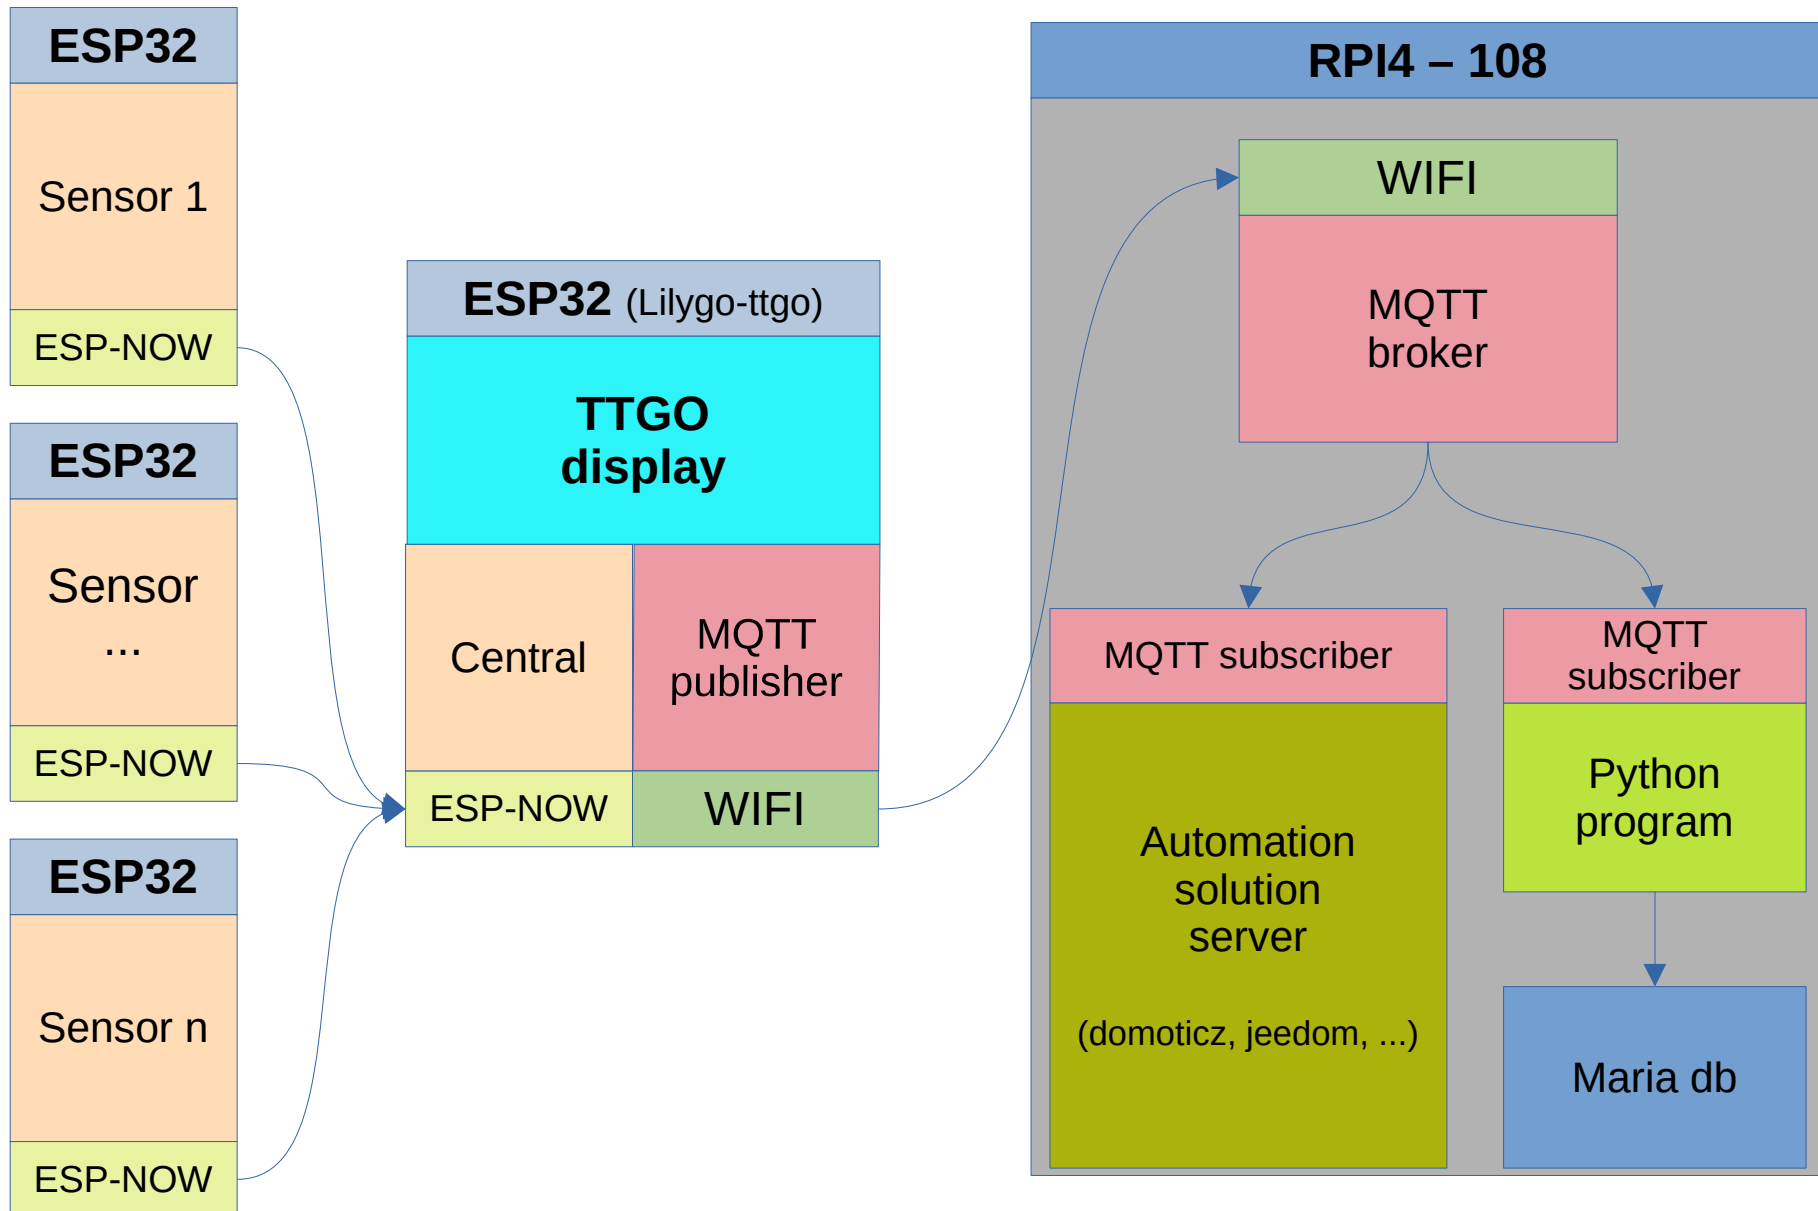 ESP32
Sensor 1
ESP-NOW
ESP32
Sensor
...
ESP-NOW
ESP32
Sensor n
ESP-NOW
ESP32 (Lilygo-ttgo)
TTGO
display
Central
MQTT
publisher
ESP-NOW
WIFI
RPI4 – 108
WIFI
MQTT
broker
MQTT subscriber
Automation
solution
server
(domoticz, jeedom, ...)
MQTT
subscriber
Python
program
Maria db